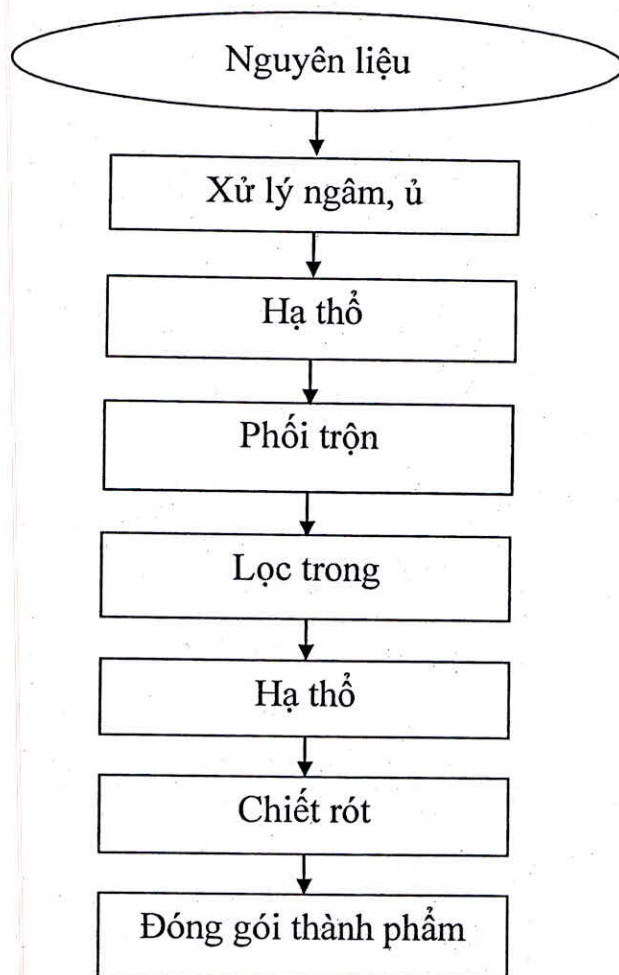 Nguyên liệu
Xử lý ngâm, ủ
Hạ thổ
Phối trộn
Lọc trong
Hạ thổ
Chiết rót
Đóng gói thành phẩm